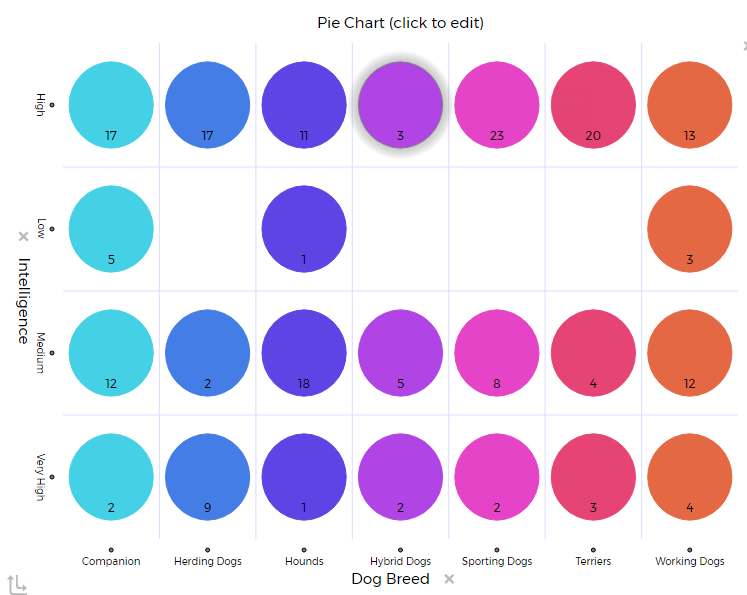 Pie Chart (click to edit)
High
17 17 11 3 23 20 13
Low
5 1 3
Intelligence
Medium
12 2 18 5 8 4 12
Very High
2 9 1 2 2 3 4
Companion Herding Dogs Hounds Hybrid Dogs Sporting Dogs Terriers Working Dogs
Dog Breed